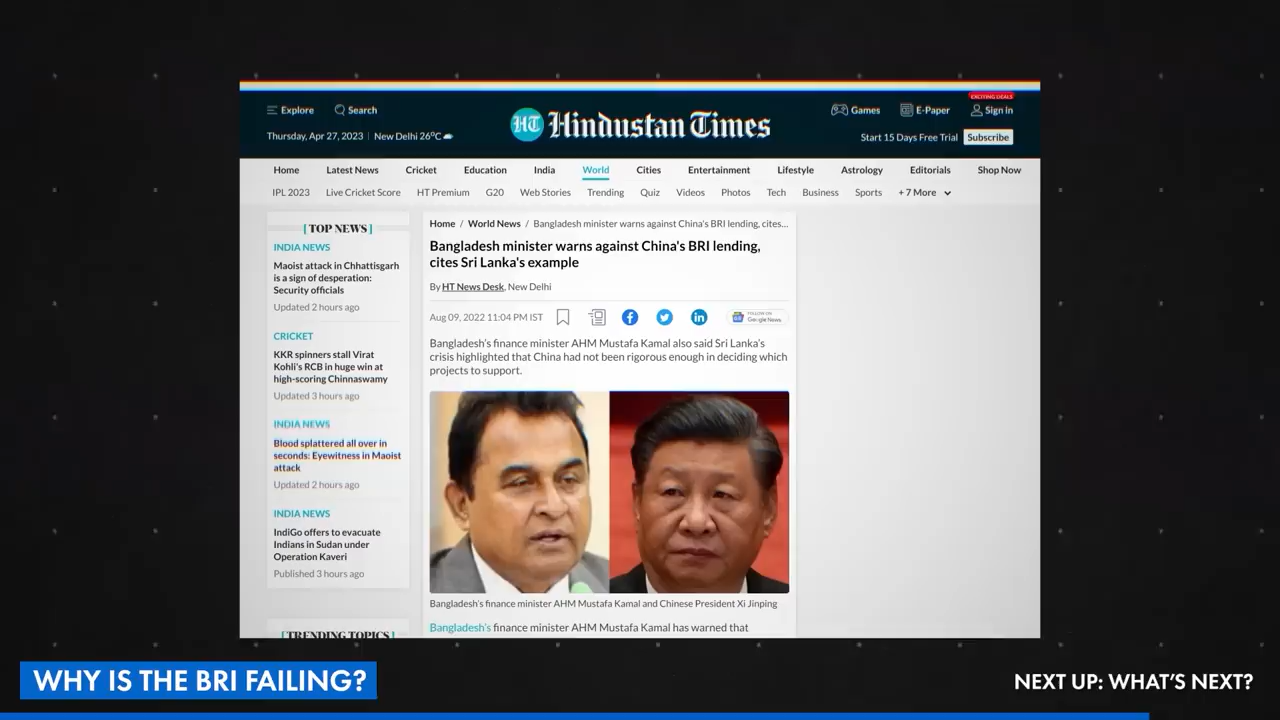 Explore
Search
HT Hindustan Times
EXCITING DEALS
Games
E-Paper
Sign in
Thursday, Apr 27, 2023 | New Delhi 26°C
Start 15 Days Free Trial
Subscribe
Home Latest News Cricket Education India World Cities Entertainment Lifestyle Astrology Editorials Shop Now
IPL 2023 Live Cricket Score HT Premium G20 Web Stories Trending Quiz Videos Photos Tech Business Sports + 7 More
[TOP NEWS]
INDIA NEWS
Maoist attack in Chhattisgarh
is a sign of desperation:
Security officials
Updated 2 hours ago
CRICKET
KKR spinners stall Virat
Kohli's RCB in huge win at
high-scoring Chinnaswamy
Updated 3 hours ago
INDIA NEWS
Blood splattered all over in
seconds: Eyewitness in Maoist
attack
Updated 2 hours ago
INDIA NEWS
IndiGo offers to evacuate
Indians in Sudan under
Operation Kaveri
Published 3 hours ago
[TRENDING TOPICS]
Home / World News / Bangladesh minister warns against China's BRI lending, cites...
Bangladesh minister warns against China's BRI lending,
cites Sri Lanka's example
By HT News Desk, New Delhi
Aug 09, 2022 11:04 PM IST
FOLLOW ON
Google News
Bangladesh's finance minister AHM Mustafa Kamal also said Sri Lanka's
crisis highlighted that China had not been rigorous enough in deciding which
projects to support.
Bangladesh's finance minister AHM Mustafa Kamal and Chinese President Xi Jinping
Bangladesh's finance minister AHM Mustafa Kamal has warned that
WHY IS THE BRI FAILING?
NEXT UP: WHAT'S NEXT?